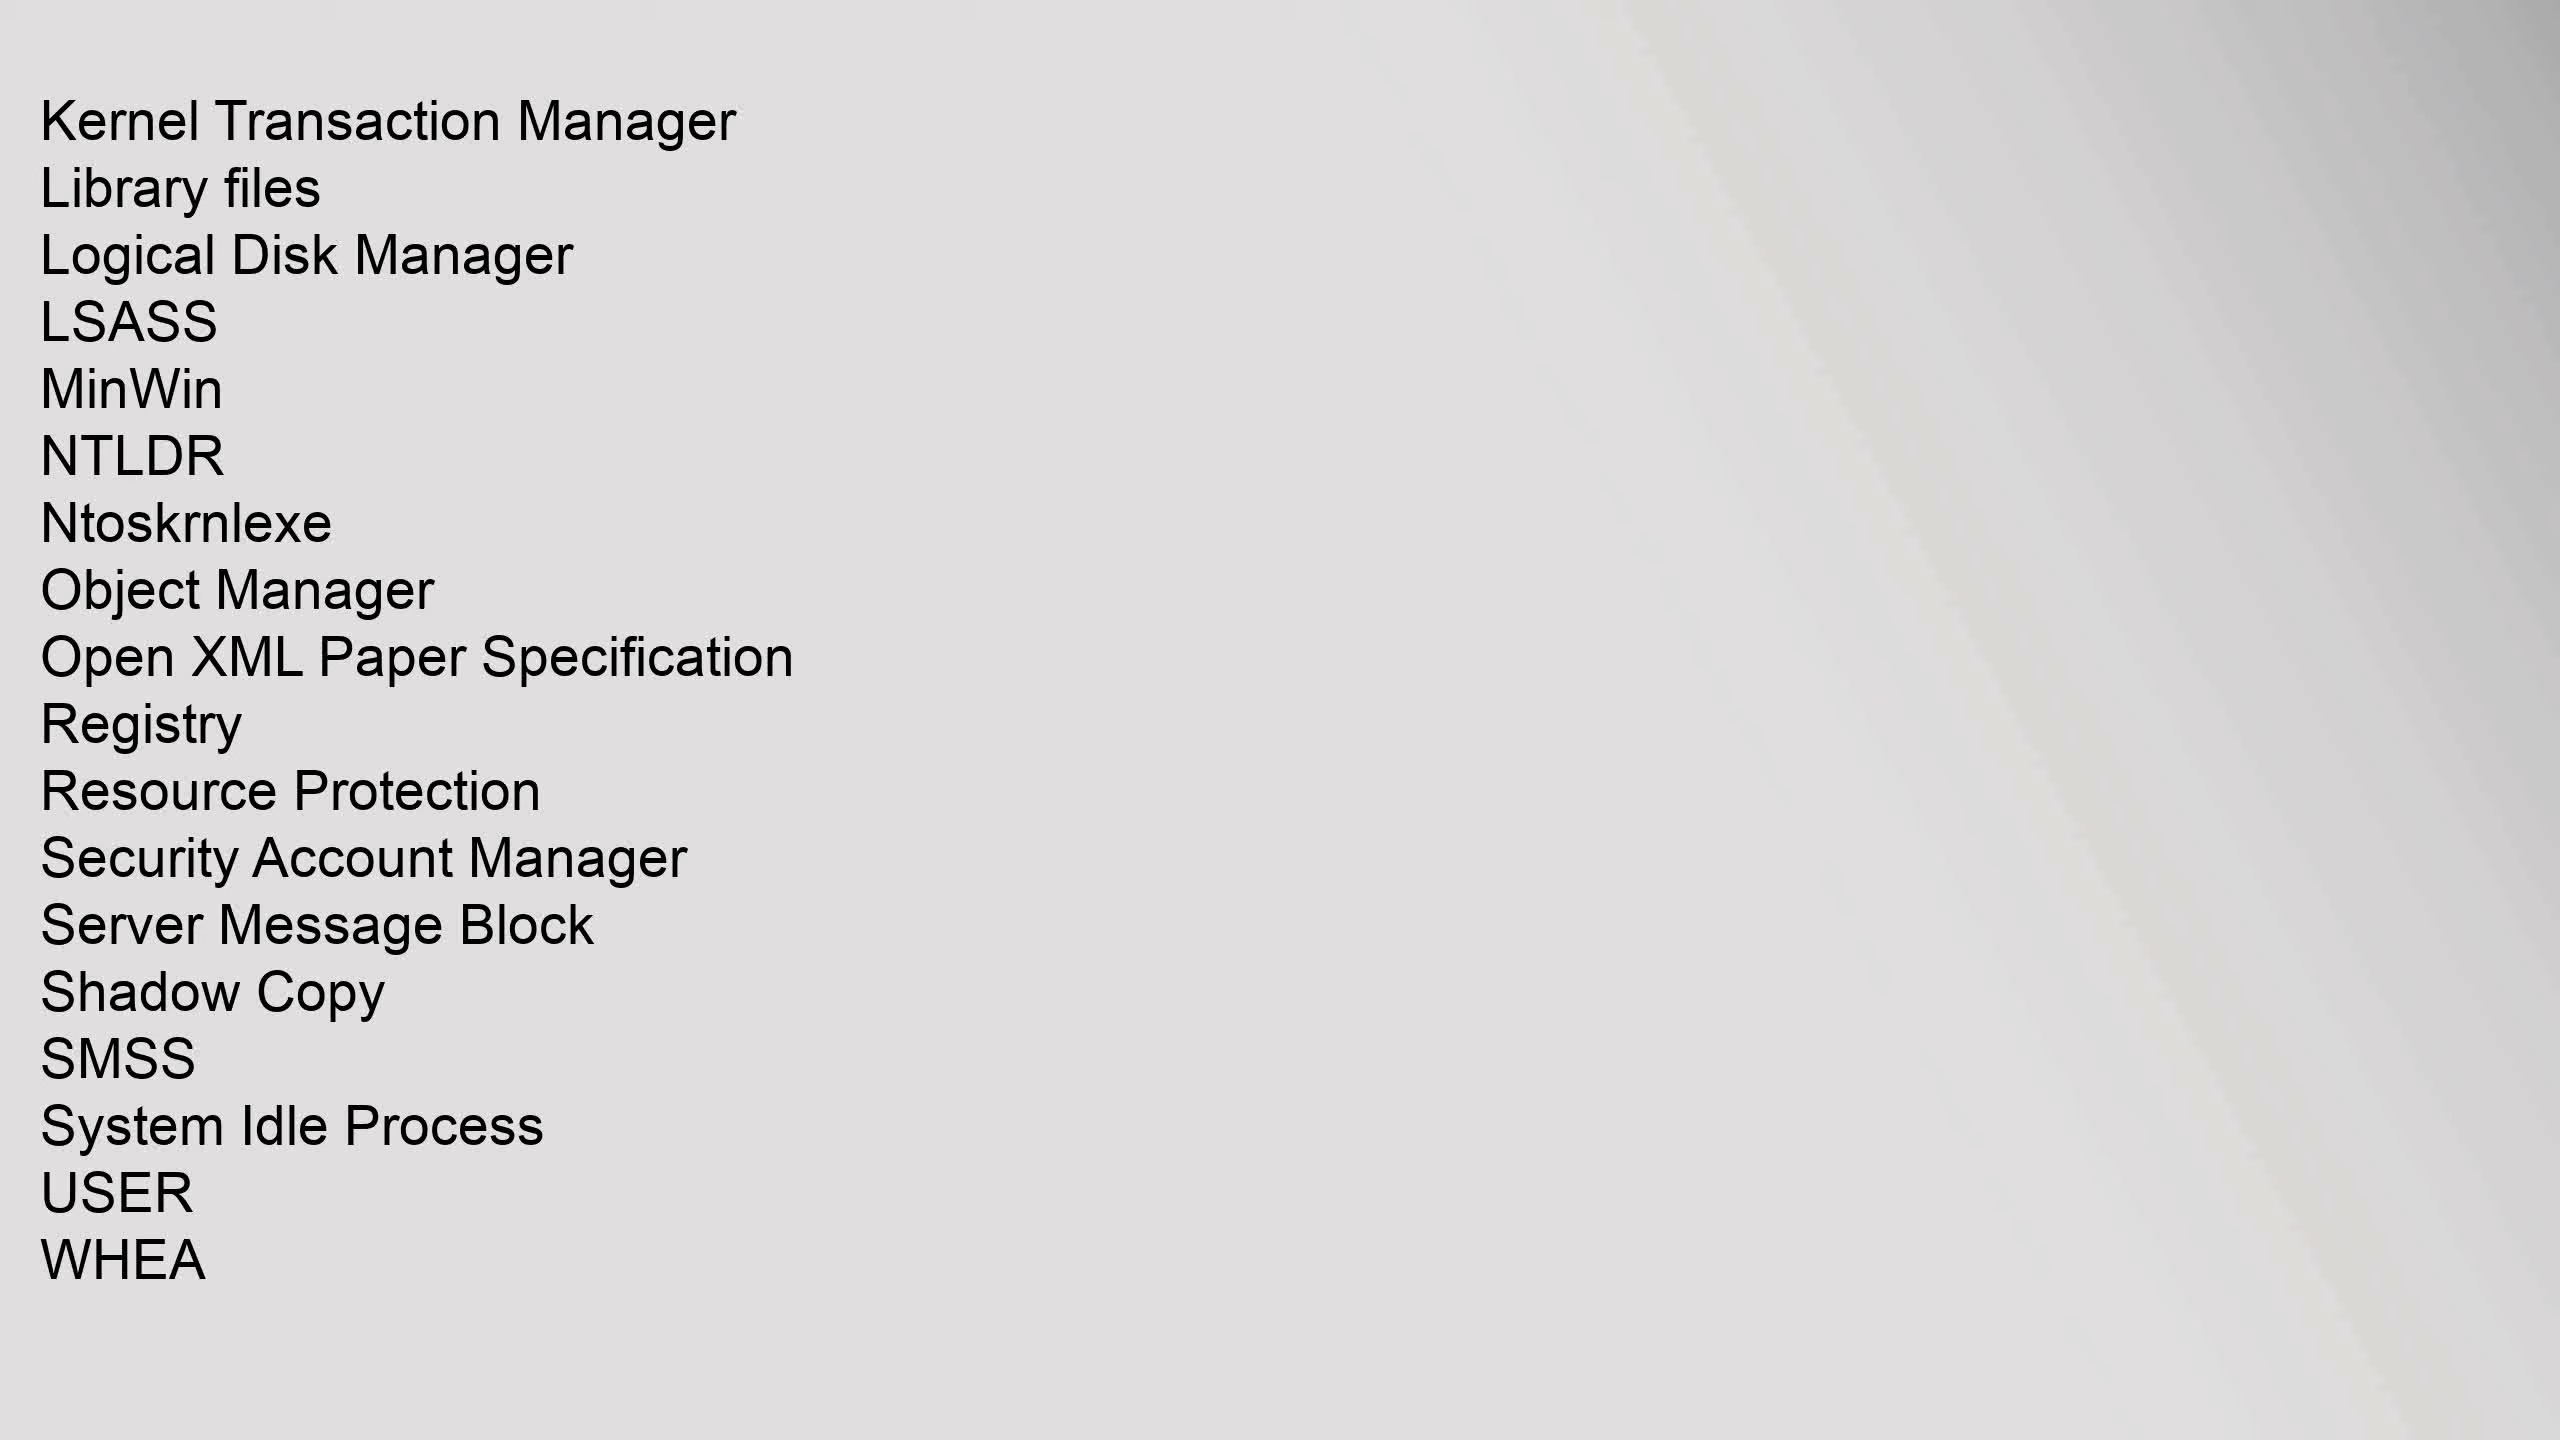 Kernel Transaction Manager
Library files
Logical Disk Manager
LSASS
MinWin
NTLDR
Ntoskrnlexe
Object Manager
Open XML Paper Specification
Registry
Resource Protection
Security Account Manager
Server Message Block
Shadow Copy
SMSS
System Idle Process
USER
WHEA